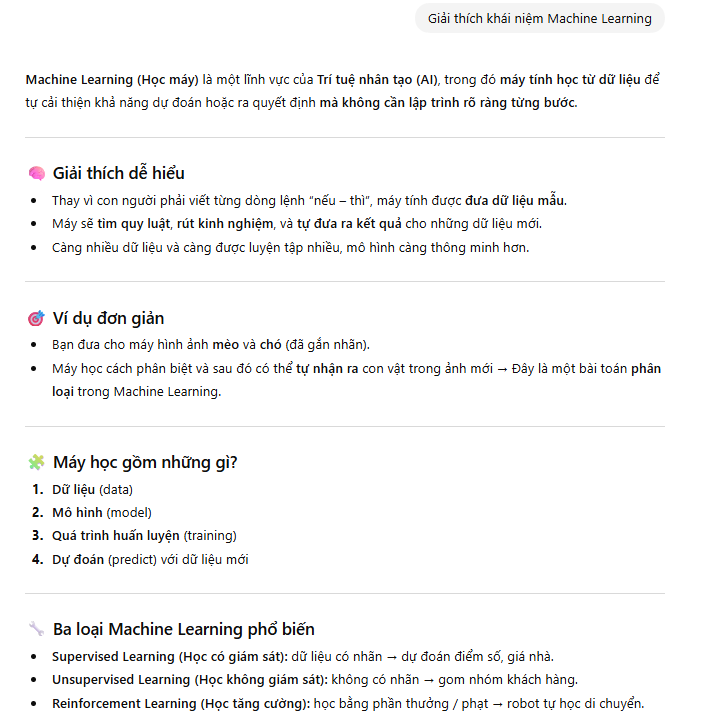 Giải thích khái niệm Machine Learning
Machine Learning (Học máy) là một lĩnh vực của Trí tuệ nhân tạo (AI), trong đó máy tính học từ dữ liệu để
tự cải thiện khả năng dự đoán hoặc ra quyết định mà không cần lập trình rõ ràng từng bước.
Giải thích dễ hiểu
• Thay vì con người phải viết từng dòng lệnh “nếu – thì”, máy tính được đưa dữ liệu mẫu.
• Máy sẽ tìm quy luật, rút kinh nghiệm, và tự đưa ra kết quả cho những dữ liệu mới.
• Càng nhiều dữ liệu và càng được luyện tập nhiều, mô hình càng thông minh hơn.
Ví dụ đơn giản
• Bạn đưa cho máy hình ảnh mèo và chó (đã gắn nhãn).
• Máy học cách phân biệt và sau đó có thể tự nhận ra con vật trong ảnh mới → Đây là một bài toán phân
loại trong Machine Learning.
Máy học gồm những gì?
1. Dữ liệu (data)
2. Mô hình (model)
3. Quá trình huấn luyện (training)
4. Dự đoán (predict) với dữ liệu mới
Ba loại Machine Learning phổ biến
• Supervised Learning (Học có giám sát): dữ liệu có nhãn → dự đoán điểm số, giá nhà.
• Unsupervised Learning (Học không giám sát): không có nhãn → gom nhóm khách hàng.
• Reinforcement Learning (Học tăng cường): học bằng phần thưởng / phạt → robot tự học di chuyển.